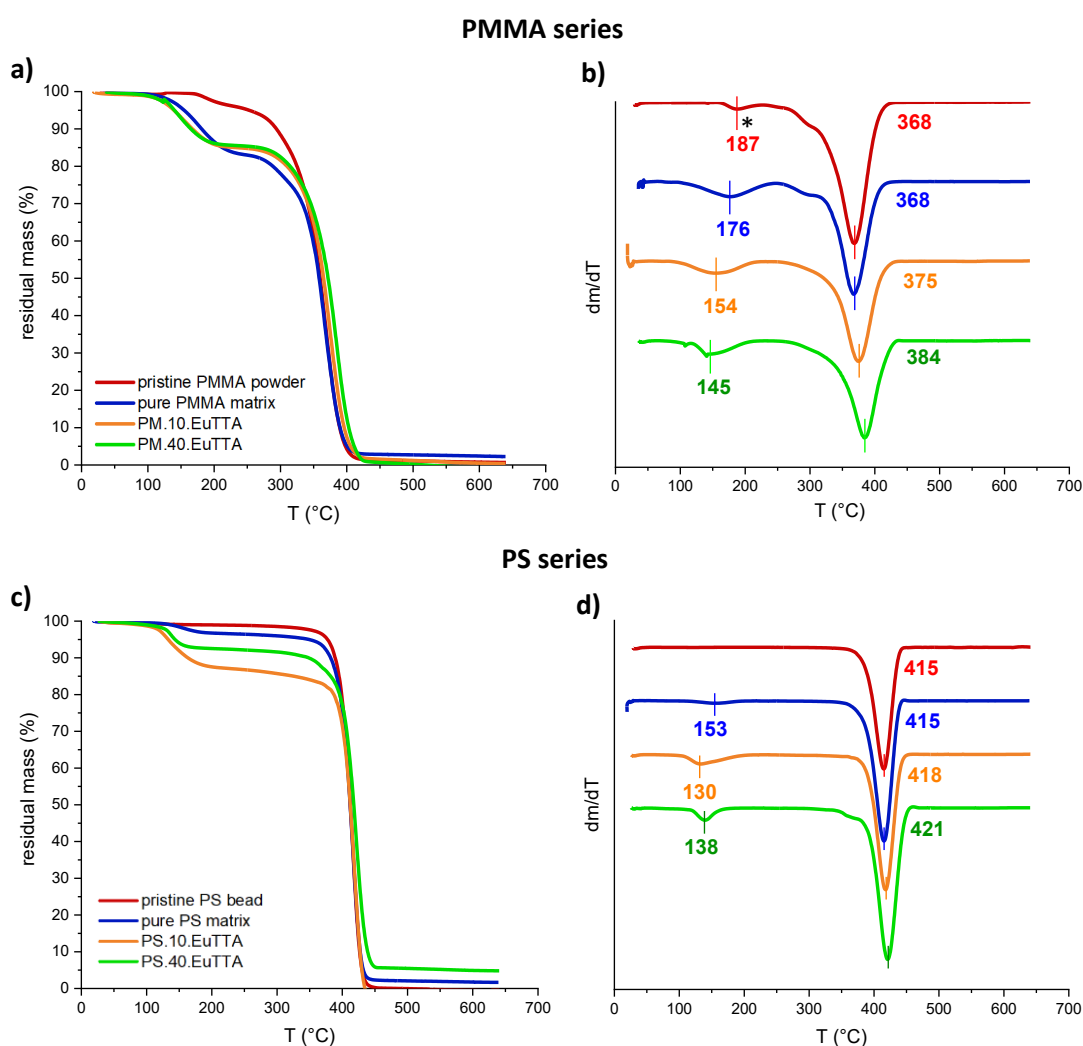 PMMA series
a)
100
90
80
70
60
50
40
30
20
10
0
residual mass (%)
pristine PMMA powder
pure PMMA matrix
PM.10.EuTTA
PM.40.EuTTA
0 100 200 300 400 500 600 700
T (°C)
b)
dm/dT
*
187
368
176
368
154
375
145
384
0 100 200 300 400 500 600 700
T (°C)
PS series
c)
100
90
80
70
60
50
40
30
20
10
0
residual mass (%)
pristine PS bead
pure PS matrix
PS.10.EuTTA
PS.40.EuTTA
0 100 200 300 400 500 600 700
T (°C)
d)
dm/dT
415
153
415
130
418
138
421
0 100 200 300 400 500 600 700
T (°C)